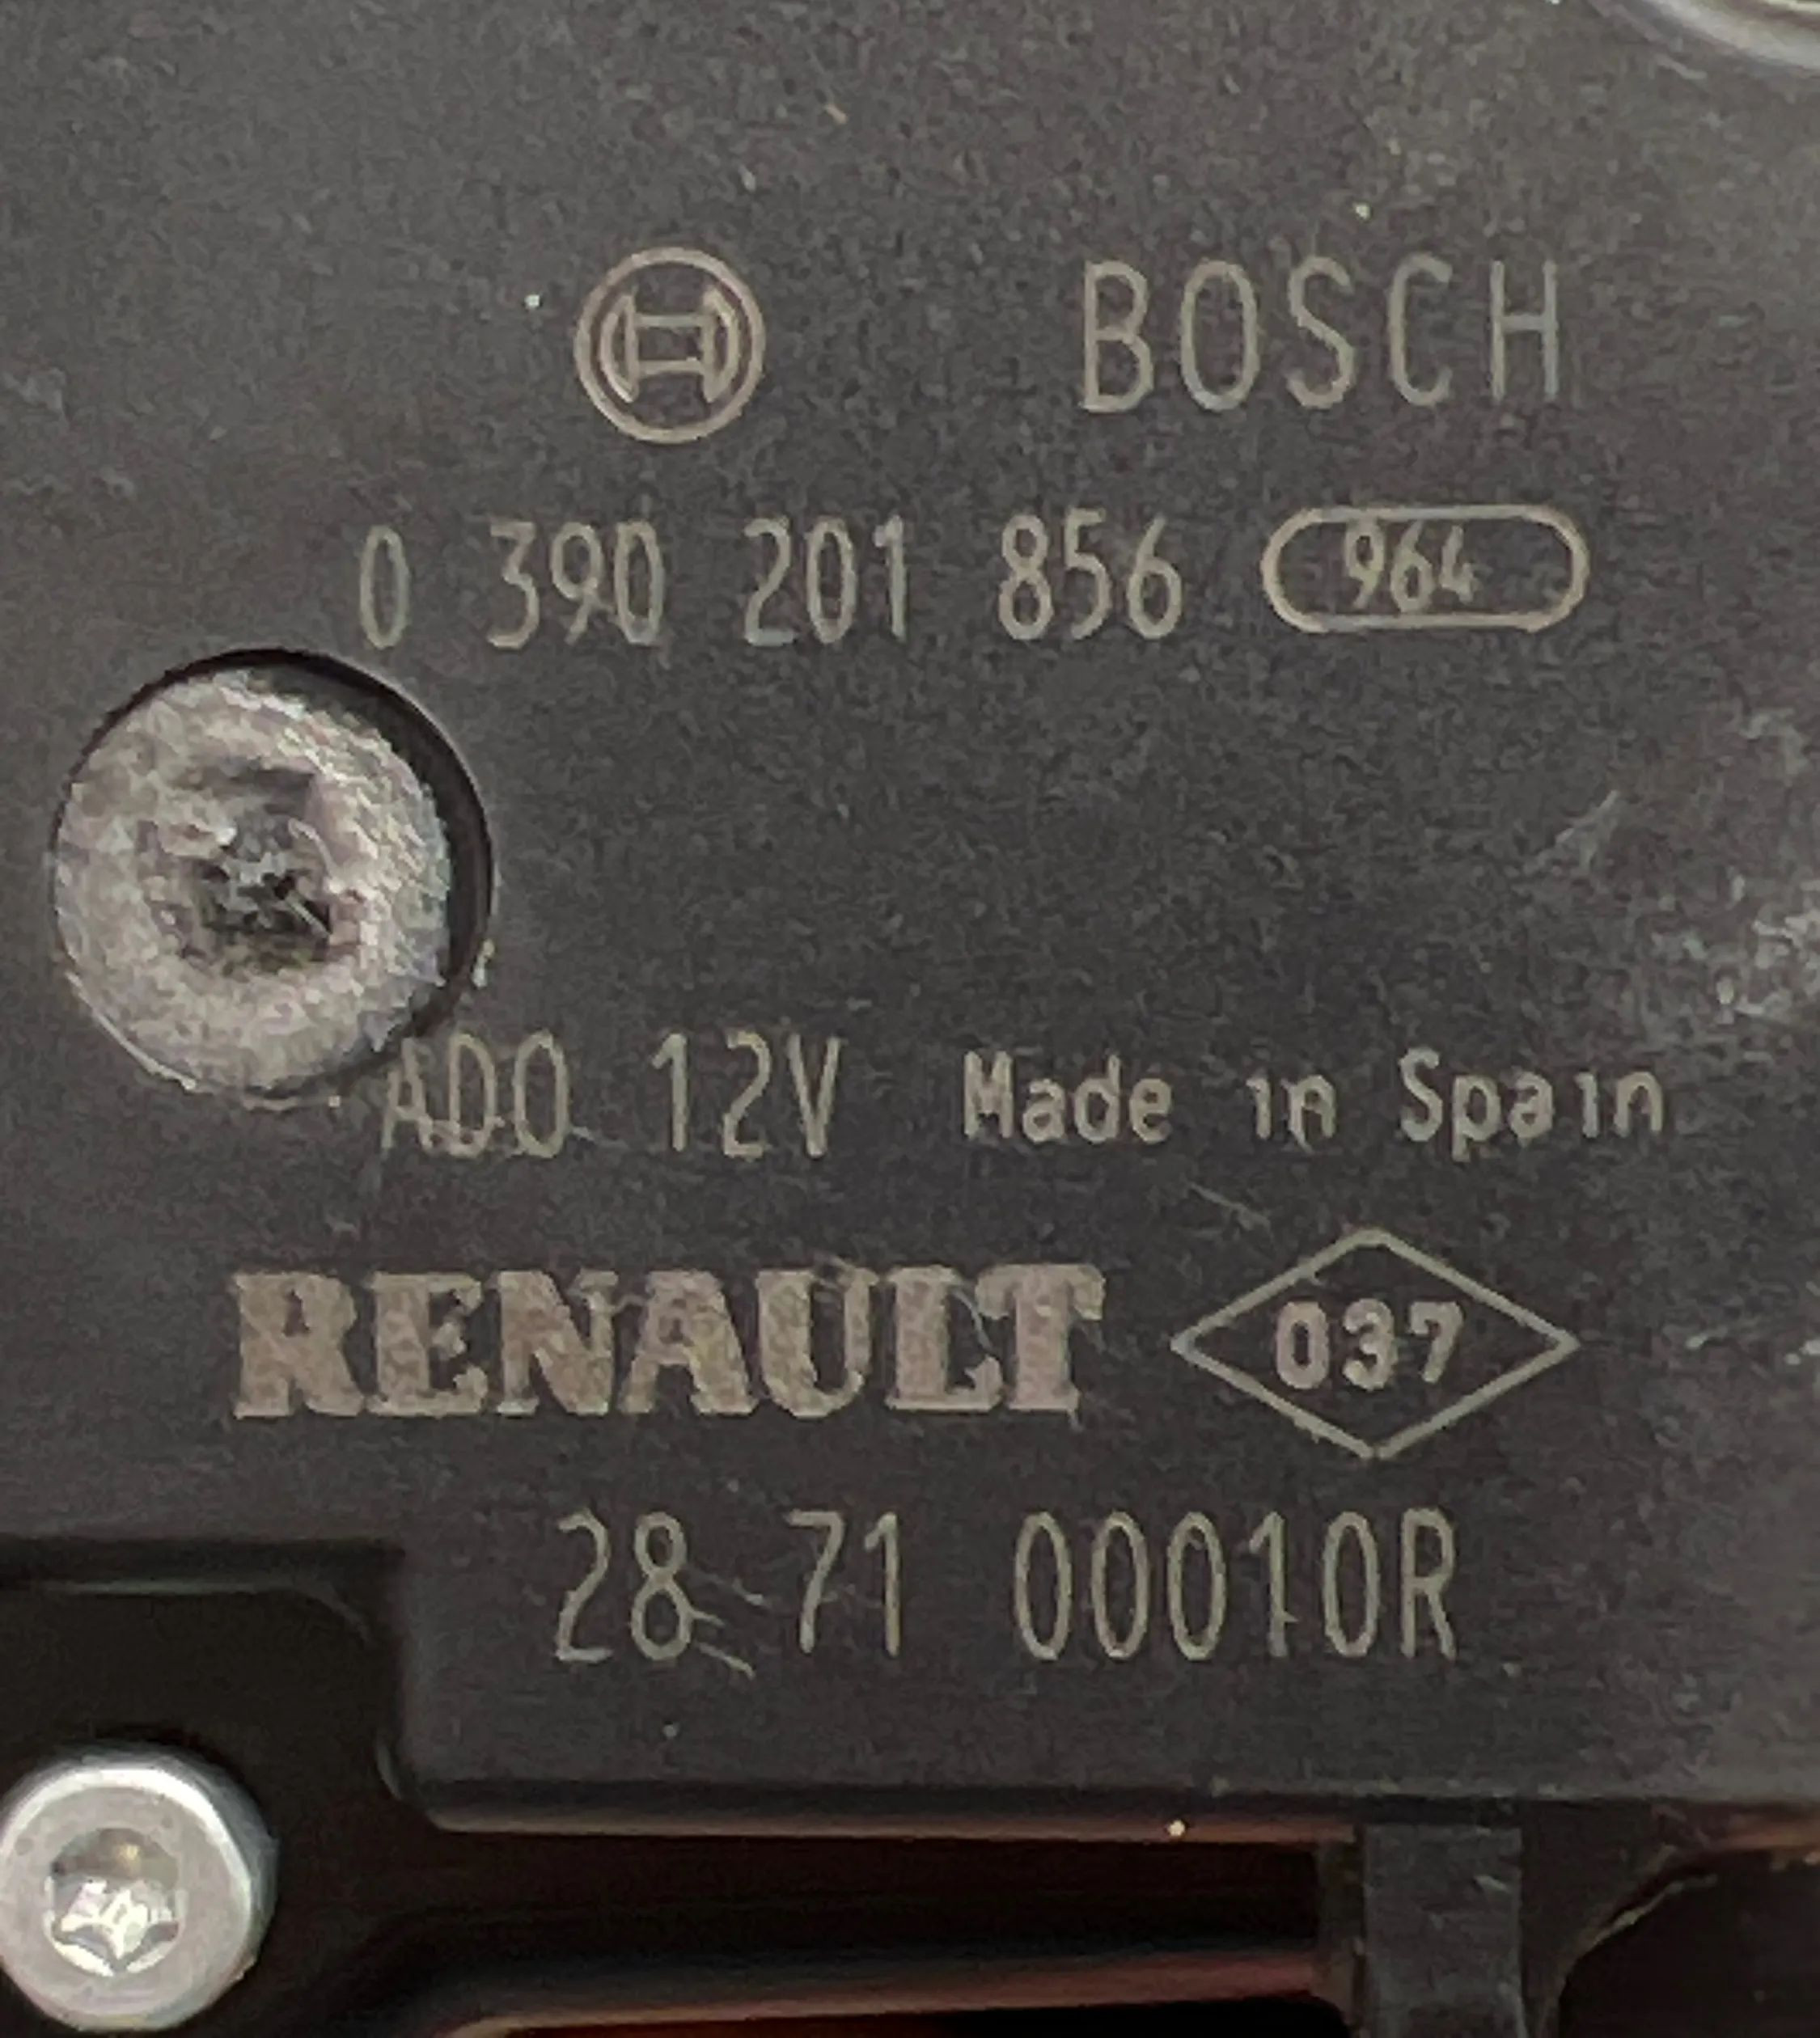 BOSCH
0 390 201 856 964
ADO 12V Made in Spain
RENAULT 037
28 71 00010R